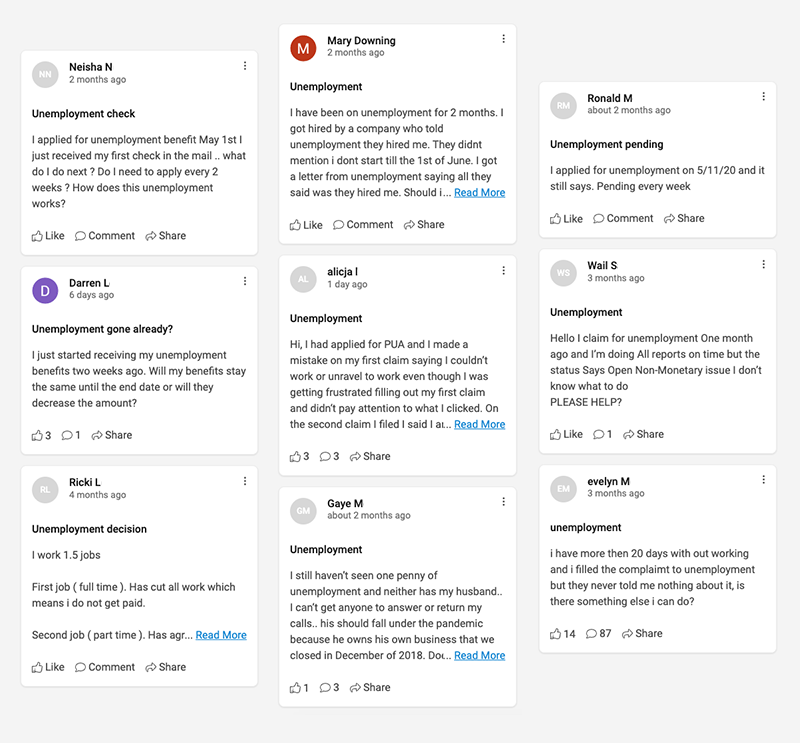 NN
Neisha N
2 months ago
Unemployment check
I applied for unemployment benefit May 1st I
just received my first check in the mail .. what
do I do next ? Do I need to apply every 2
weeks ? How does this unemployment
works?
Like Comment Share
D
Darren L
6 days ago
Unemployment gone already?
I just started receiving my unemployment
benefits two weeks ago. Will my benefits stay
the same until the end date or will they
decrease the amount?
3 1 Share
RL
Ricki L
4 months ago
Unemployment decision
I work 1.5 jobs
First job ( full time ). Has cut all work which
means i do not get paid.
Second job ( part time ). Has agr... Read More
Like Comment Share
M
Mary Downing
2 months ago
Unemployment
I have been on unemployment for 2 months. I
got hired by a company who told
unemployment they hired me. They didnt
mention i dont start till the 1st of June. I got
a letter from unemployment saying all they
said was they hired me. Should i... Read More
Like Comment Share
AL
alicja l
1 day ago
Unemployment
Hi, I had applied for PUA and I made a
mistake on my first claim saying I couldn't
work or unravel to work even though I was
getting frustrated filling out my first claim
and didn't pay attention to what I clicked. On
the second claim I filed I said I a... Read More
3 3 Share
GM
Gaye M
about 2 months ago
Unemployment
I still haven't seen one penny of
unemployment and neither has my husband..
I can't get anyone to answer or return my
calls.. his should fall under the pandemic
because he owns his own business that we
closed in December of 2018. Do... Read More
1 3 Share
RM
Ronald M
about 2 months ago
Unemployment pending
I applied for unemployment on 5/11/20 and it
still says. Pending every week
Like Comment Share
WS
Wail S
3 months ago
Unemployment
Hello I claim for unemployment One month
ago and I'm doing All reports on time but the
status Says Open Non-Monetary issue I don't
know what to do
PLEASE HELP?
Like 1 Share
EM
evelyn M
3 months ago
unemployment
i have more then 20 days with out working
and i filled the complaimt to unemployment
but they never told me nothing about it, is
there something else i can do?
14 87 Share